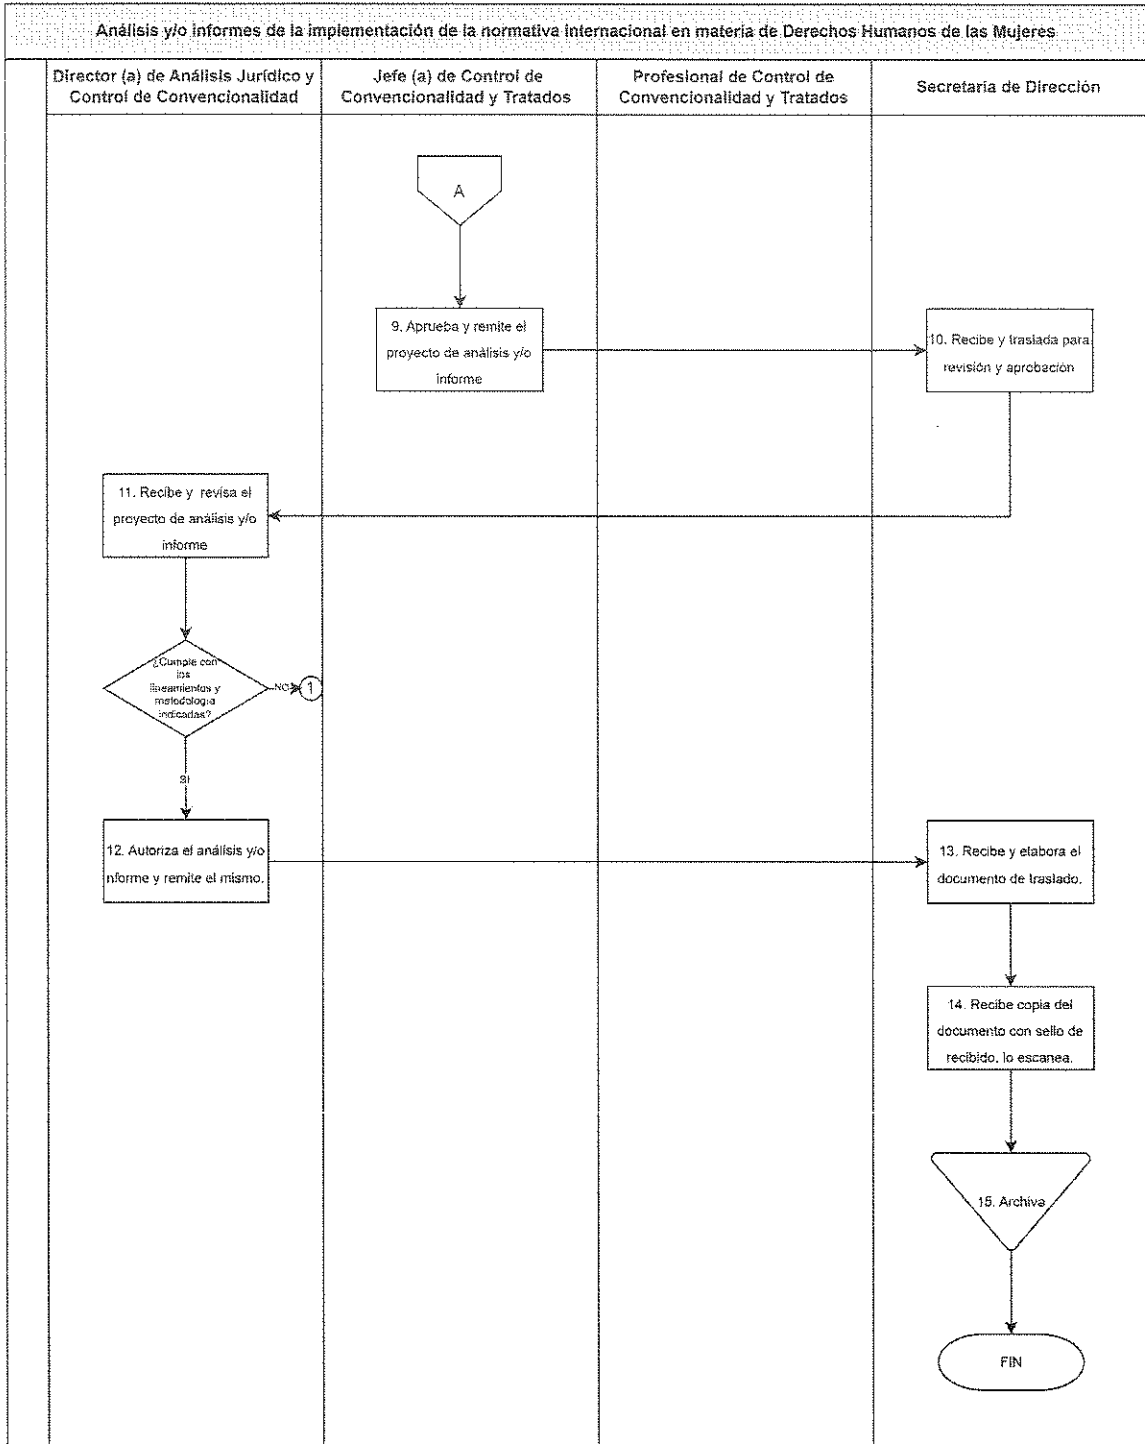 Análisis y/o informes de la implementación de la normativa internacional en materia de Derechos Humanos de las Mujeres
Director (a) de Análisis Jurídico y
Control de Convencionalidad
Jefe (a) de Control de
Convencionalidad y Tratados
Profesional de Control de
Convencionalidad y Tratados
Secretaria de Dirección
A
9. Aprueba y remite el
proyecto de análisis y/o
informe
10. Recibe y traslada para
revisión y aprobación
11. Recibe y revisa el
proyecto de análisis y/o
informe
¿Cumple con
los
lineamientos y
metodología
indicadas?
NO
1
SI
12. Autoriza el análisis y/o
nforme y remite el mismo.
13. Recibe y elabora el
documento de traslado.
14. Recibe copia del
documento con sello de
recibido, lo escanea.
15. Archiva
FIN